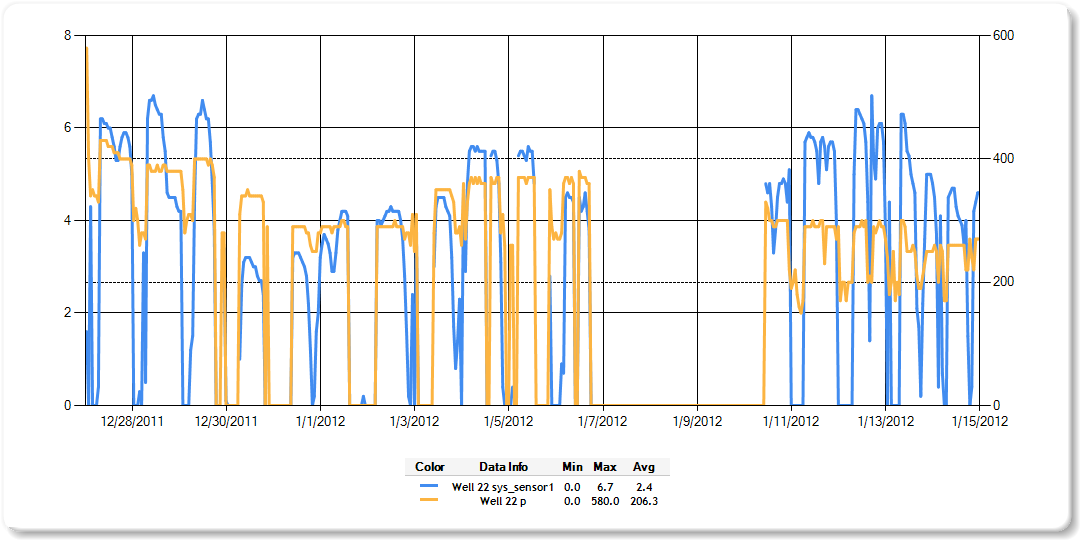 8 600
6
400
4
200
2
0 0
12/28/2011 12/30/2011 1/1/2012 1/3/2012 1/5/2012 1/7/2012 1/9/2012 1/11/2012 1/13/2012 1/15/2012
Color Data Info Min Max Avg
Well 22 sys_sensor1 0.0 6.7 2.4
Well 22 p 0.0 580.0 206.3